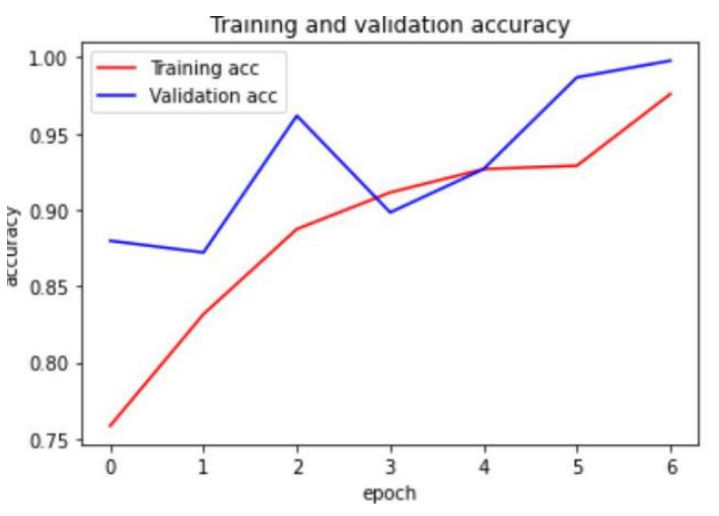 Training and validation accuracy
1.00
Training acc
Validation acc
0.95
0.90
accuracy
0.85
0.80
0.75
0
1
2
3
4
5
6
epoch